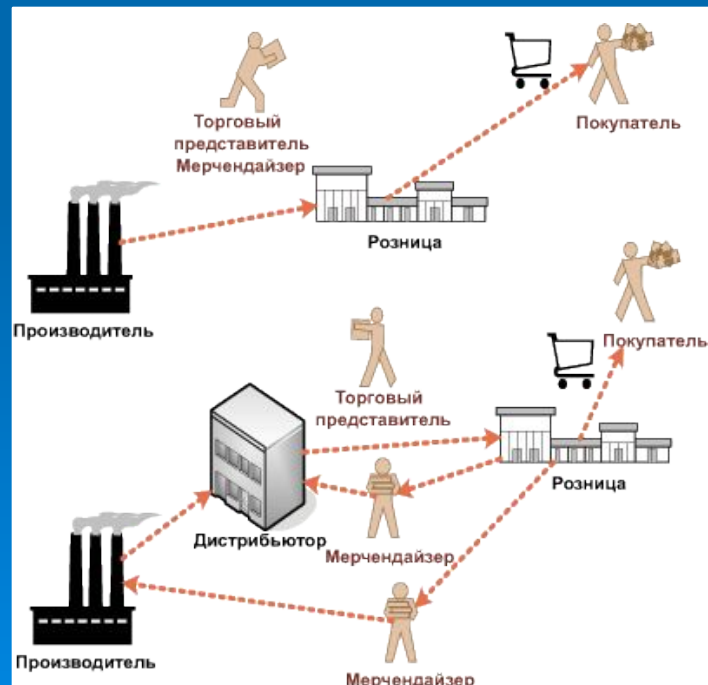 Торговый
представитель
Мерчендайзер
Покупатель
Розница
Производитель
Покупатель
Торговый
представитель
Розница
Дистрибьютор
Мерчендайзер
Производитель
Мерчендайзер